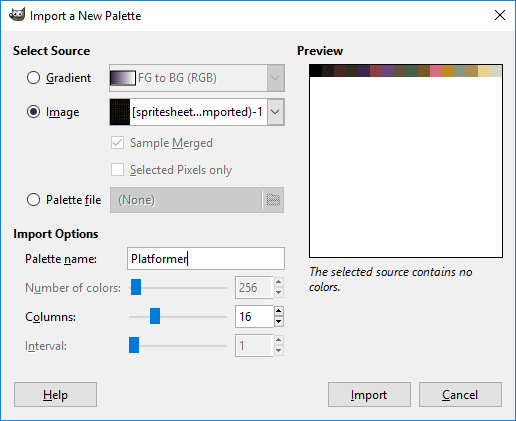 Import a New Palette
Select Source
Preview
Gradient
FG to BG (RGB)
Image
[spritesheet...mported)-1
Sample Merged
Selected Pixels only
Palette file
(None)
The selected source contains no
colors.
Import Options
Palette name:
Platformer
Number of colors:
256
Columns:
16
Interval:
1
Help
Import
Cancel